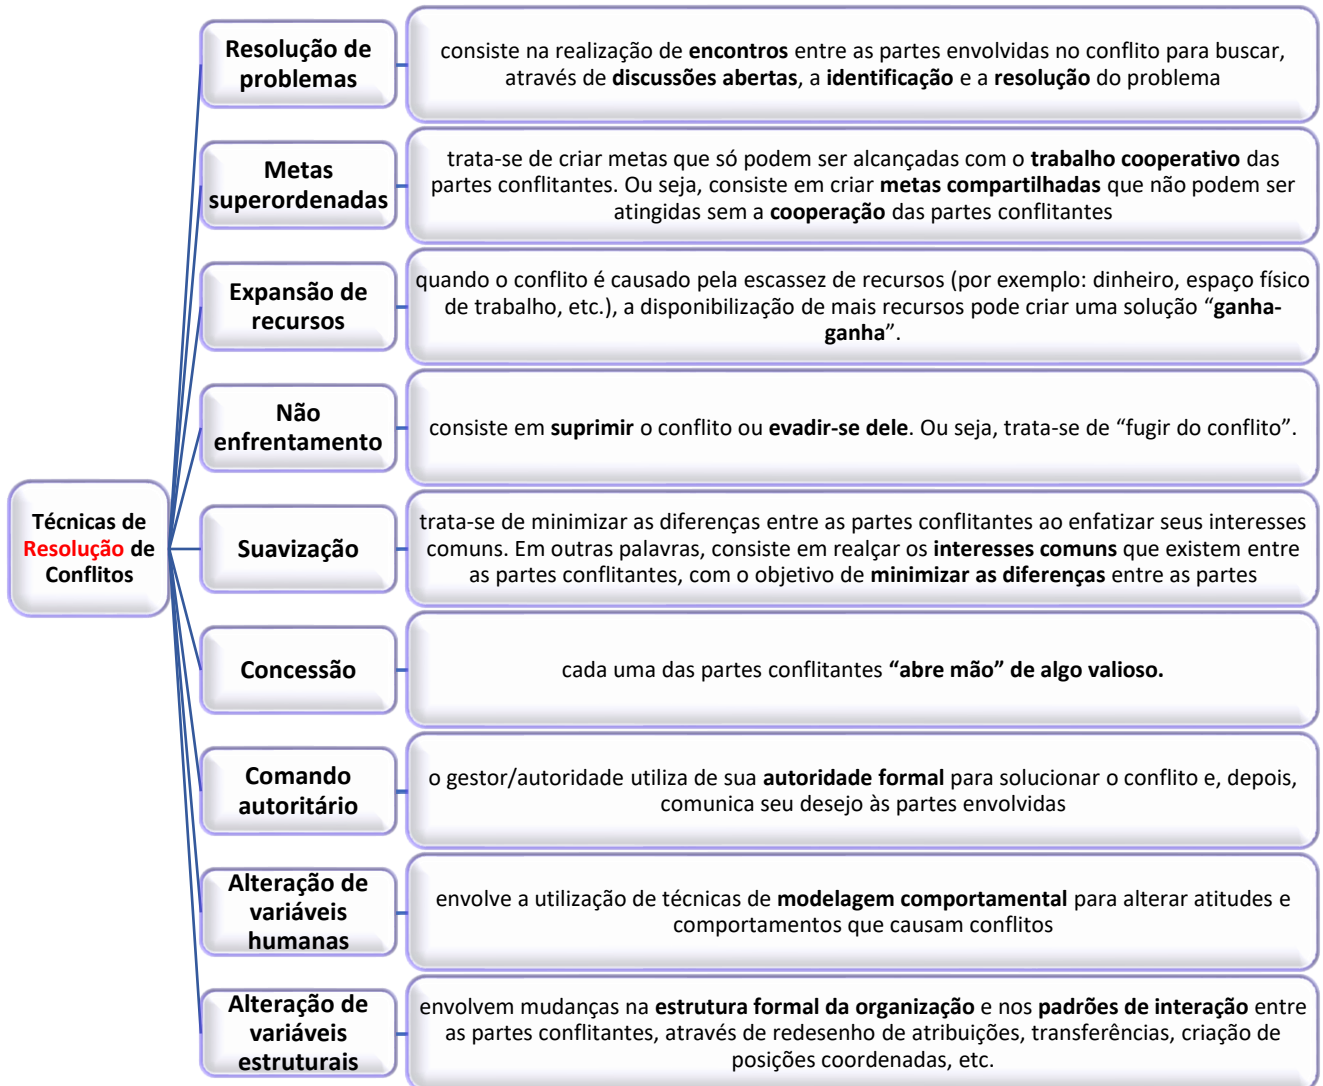 Resolução de
problemas
consiste na realização de encontros entre as partes envolvidas no conflito para buscar,
através de discussões abertas, a identificação e a resolução do problema
Metas
superordenadas
trata-se de criar metas que só podem ser alcançadas com o trabalho cooperativo das
partes conflitantes. Ou seja, consiste em criar metas compartilhadas que não podem ser
atingidas sem a cooperação das partes conflitantes
Expansão de
recursos
quando o conflito é causado pela escassez de recursos (por exemplo: dinheiro, espaço físico
de trabalho, etc.), a disponibilização de mais recursos pode criar uma solução “ganha-
ganha”.
Não
enfrentamento
consiste em suprimir o conflito ou evadir-se dele. Ou seja, trata-se de “fugir do conflito”.
Técnicas de
Resolução de
Conflitos
Suavização
trata-se de minimizar as diferenças entre as partes conflitantes ao enfatizar seus interesses
comuns. Em outras palavras, consiste em realçar os interesses comuns que existem entre
as partes conflitantes, com o objetivo de minimizar as diferenças entre as partes
Concessão
cada uma das partes conflitantes “abre mão” de algo valioso.
Comando
autoritário
o gestor/autoridade utiliza de sua autoridade formal para solucionar o conflito e, depois,
comunica seu desejo às partes envolvidas
Alteração de
variáveis
humanas
envolve a utilização de técnicas de modelagem comportamental para alterar atitudes e
comportamentos que causam conflitos
Alteração de
variáveis
estruturais
envolvem mudanças na estrutura formal da organização e nos padrões de interação entre
as partes conflitantes, através de redesenho de atribuições, transferências, criação de
posições coordenadas, etc.